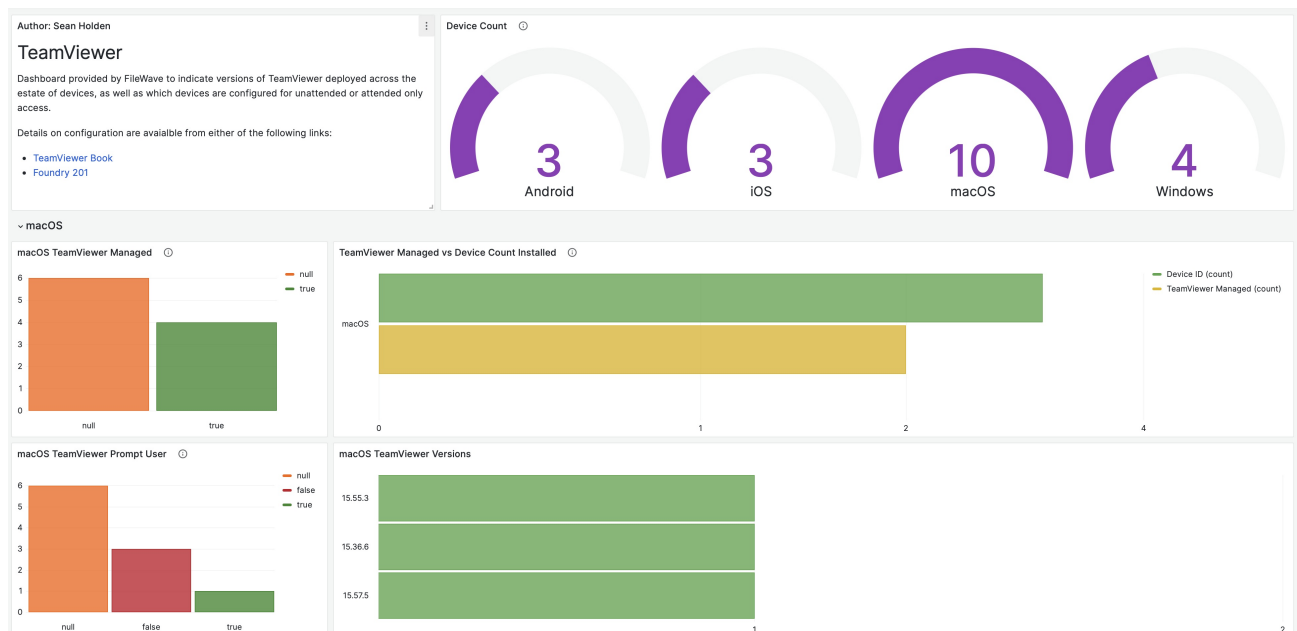 Author: Sean Holden
TeamViewer
Dashboard provided by FileWave to indicate versions of TeamViewer deployed across the
estate of devices, as well as which devices are configured for unattended or attended only
access.
Details on configuration are avaialble from either of the following links:
TeamViewer Book
Foundry 201
Device Count
3
Android
3
iOS
10
macOS
4
Windows
macOS
macOS TeamViewer Managed
6
5
4
3
2
1
0
null
true
null
true
TeamViewer Managed vs Device Count Installed
macOS
0
1
2
4
Device ID (count)
TeamViewer Managed (count)
macOS TeamViewer Prompt User
6
5
4
3
2
1
0
null
false
true
null
false
true
macOS TeamViewer Versions
15.55.3
15.36.6
15.57.5
1
2